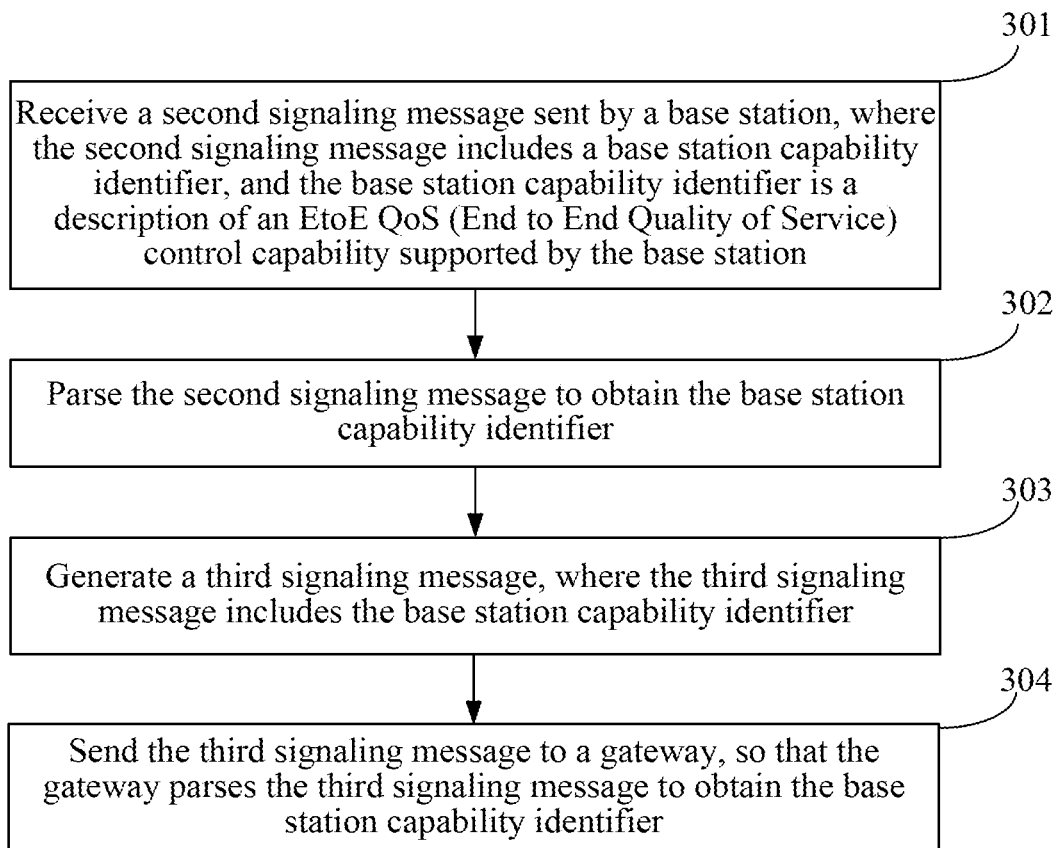 301
Receive a second signaling message sent by a base station, where
the second signaling message includes a base station capability
identifier, and the base station capability identifier is a
description of an EtoE QoS (End to End Quality of Service)
control capability supported by the base station
302
Parse the second signaling message to obtain the base station
capability identifier
303
Generate a third signaling message, where the third signaling
message includes the base station capability identifier
304
Send the third signaling message to a gateway, so that the
gateway parses the third signaling message to obtain the base
station capability identifier